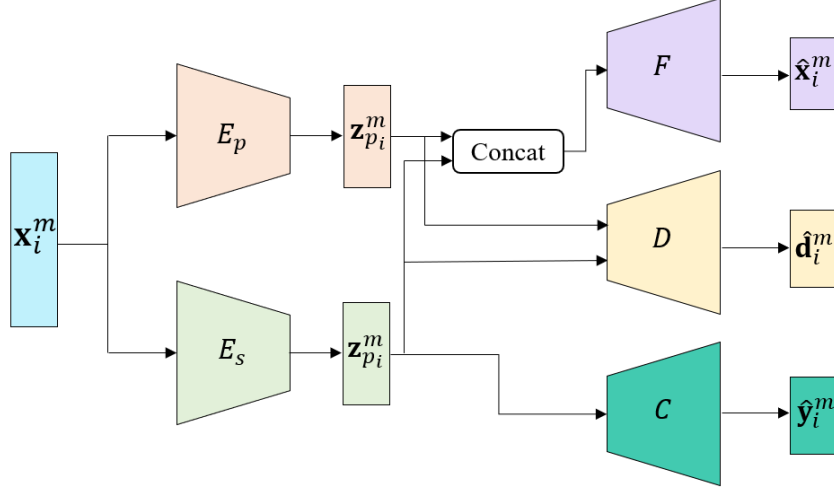 𝐱ᵢᵐ
Eₚ
𝐳ₚᵢᵐ
Concat
F
𝐱̂ᵢᵐ
D
𝐝̂ᵢᵐ
Eₛ
𝐳ₚᵢᵐ
C
𝐲̂ᵢᵐ